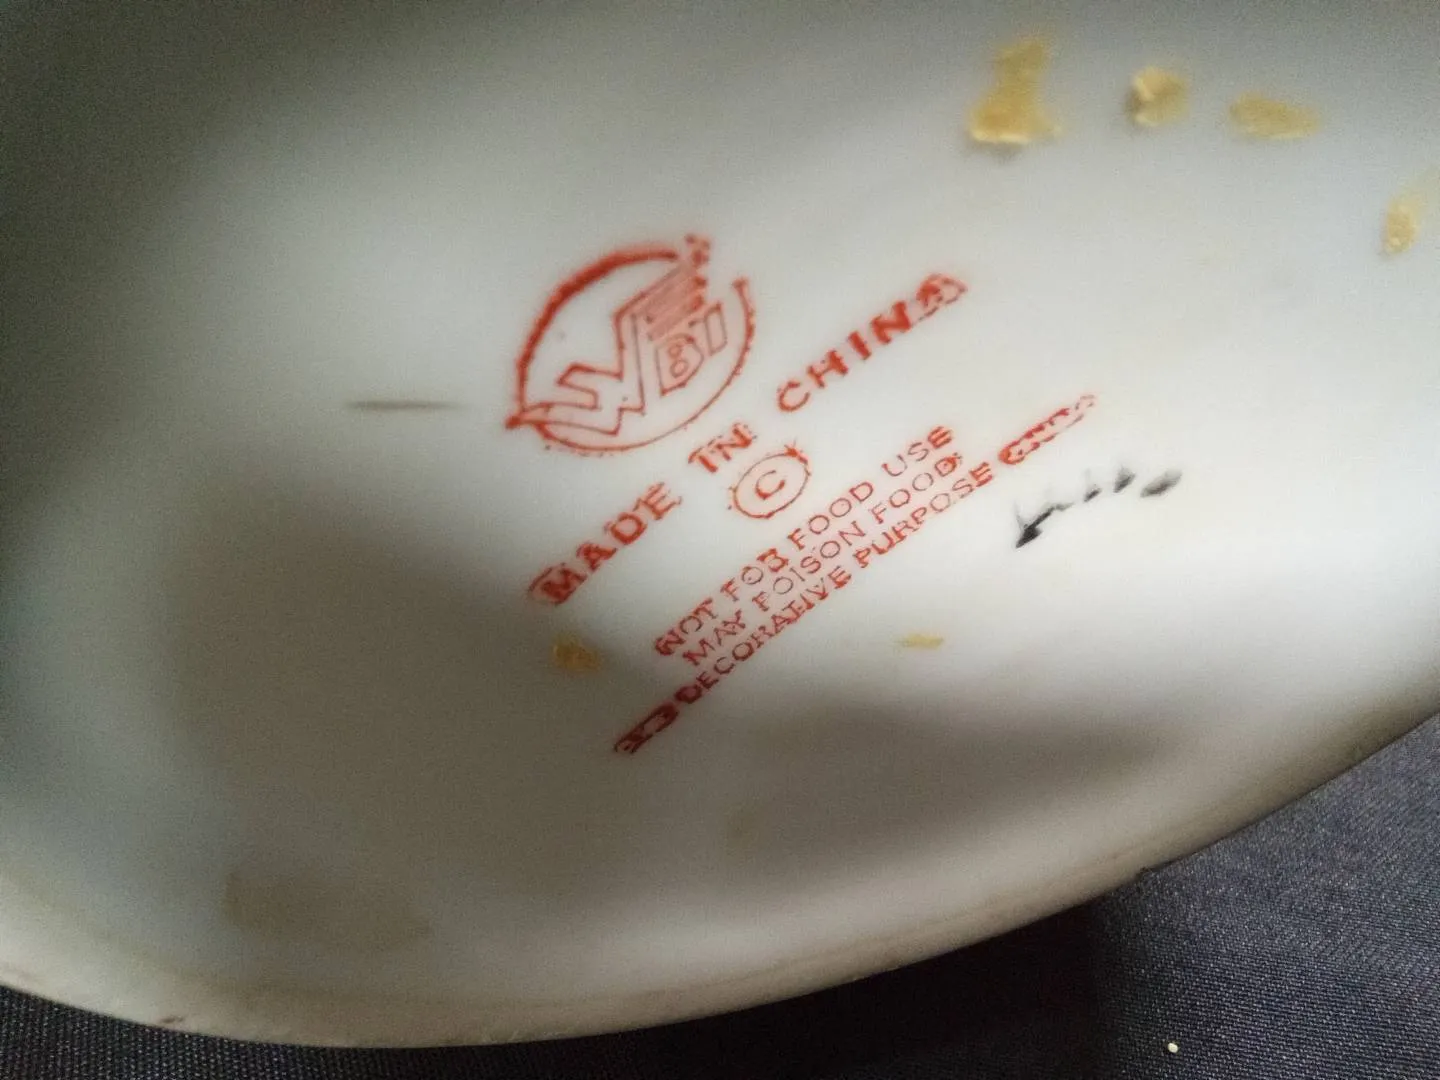 WBI
MADE IN CHINA
©
NOT FOR FOOD USE
MAY POISON FOOD.
DECORATIVE PURPOSE